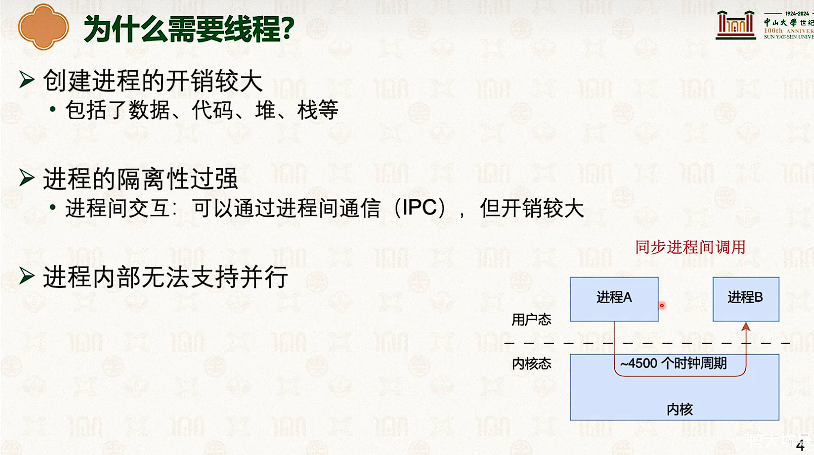 为什么需要线程?
1924-2024
中山大学世纪
100th ANNIVERS
SUN YAT-SEN UNIVE
➢ 创建进程的开销较大
• 包括了数据、代码、堆、栈等
➢ 进程的隔离性过强
• 进程间交互：可以通过进程间通信（IPC），但开销较大
➢ 进程内部无法支持并行
同步进程间调用
进程A
进程B
用户态
内核态
~4500 个时钟周期
内核
4